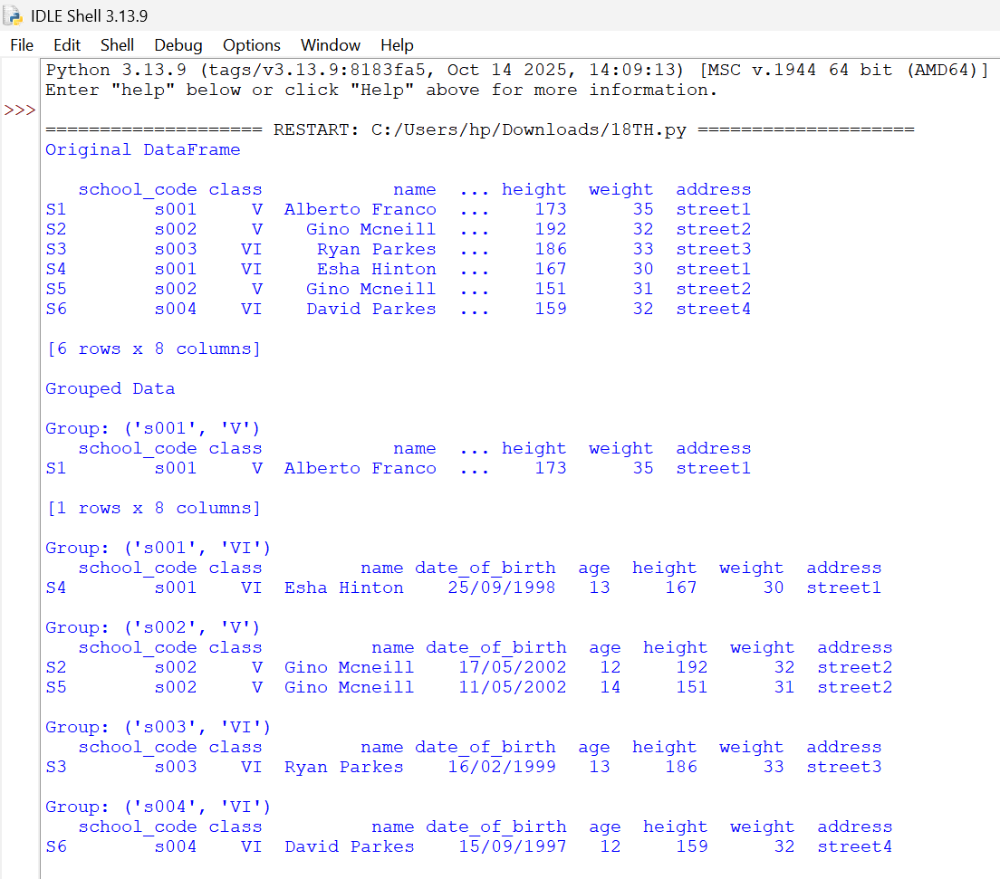 IDLE Shell 3.13.9
File Edit Shell Debug Options Window Help
Python 3.13.9 (tags/v3.13.9:8183fa5, Oct 14 2025, 14:09:13) [MSC v.1944 64 bit (AMD64)]
Enter "help" below or click "Help" above for more information.
>>>
==================== RESTART: C:/Users/hp/Downloads/18TH.py ====================
Original DataFrame
   school_code class            name  ... height  weight  address
S1        s001     V  Alberto Franco  ...    173      35  street1
S2        s002     V    Gino Mcneill  ...    192      32  street2
S3        s003    VI     Ryan Parkes  ...    186      33  street3
S4        s001    VI     Esha Hinton  ...    167      30  street1
S5        s002     V    Gino Mcneill  ...    151      31  street2
S6        s004    VI    David Parkes  ...    159      32  street4
[6 rows x 8 columns]
Grouped Data
Group: ('s001', 'V')
   school_code class            name  ... height  weight  address
S1        s001     V  Alberto Franco  ...    173      35  street1
[1 rows x 8 columns]
Group: ('s001', 'VI')
   school_code class         name date_of_birth  age  height  weight  address
S4        s001    VI  Esha Hinton    25/09/1998   13     167      30  street1
Group: ('s002', 'V')
   school_code class          name date_of_birth  age  height  weight  address
S2        s002     V  Gino Mcneill    17/05/2002   12     192      32  street2
S5        s002     V  Gino Mcneill    11/05/2002   14     151      31  street2
Group: ('s003', 'VI')
   school_code class         name date_of_birth  age  height  weight  address
S3        s003    VI  Ryan Parkes    16/02/1999   13     186      33  street3
Group: ('s004', 'VI')
   school_code class          name date_of_birth  age  height  weight  address
S6        s004    VI  David Parkes    15/09/1997   12     159      32  street4